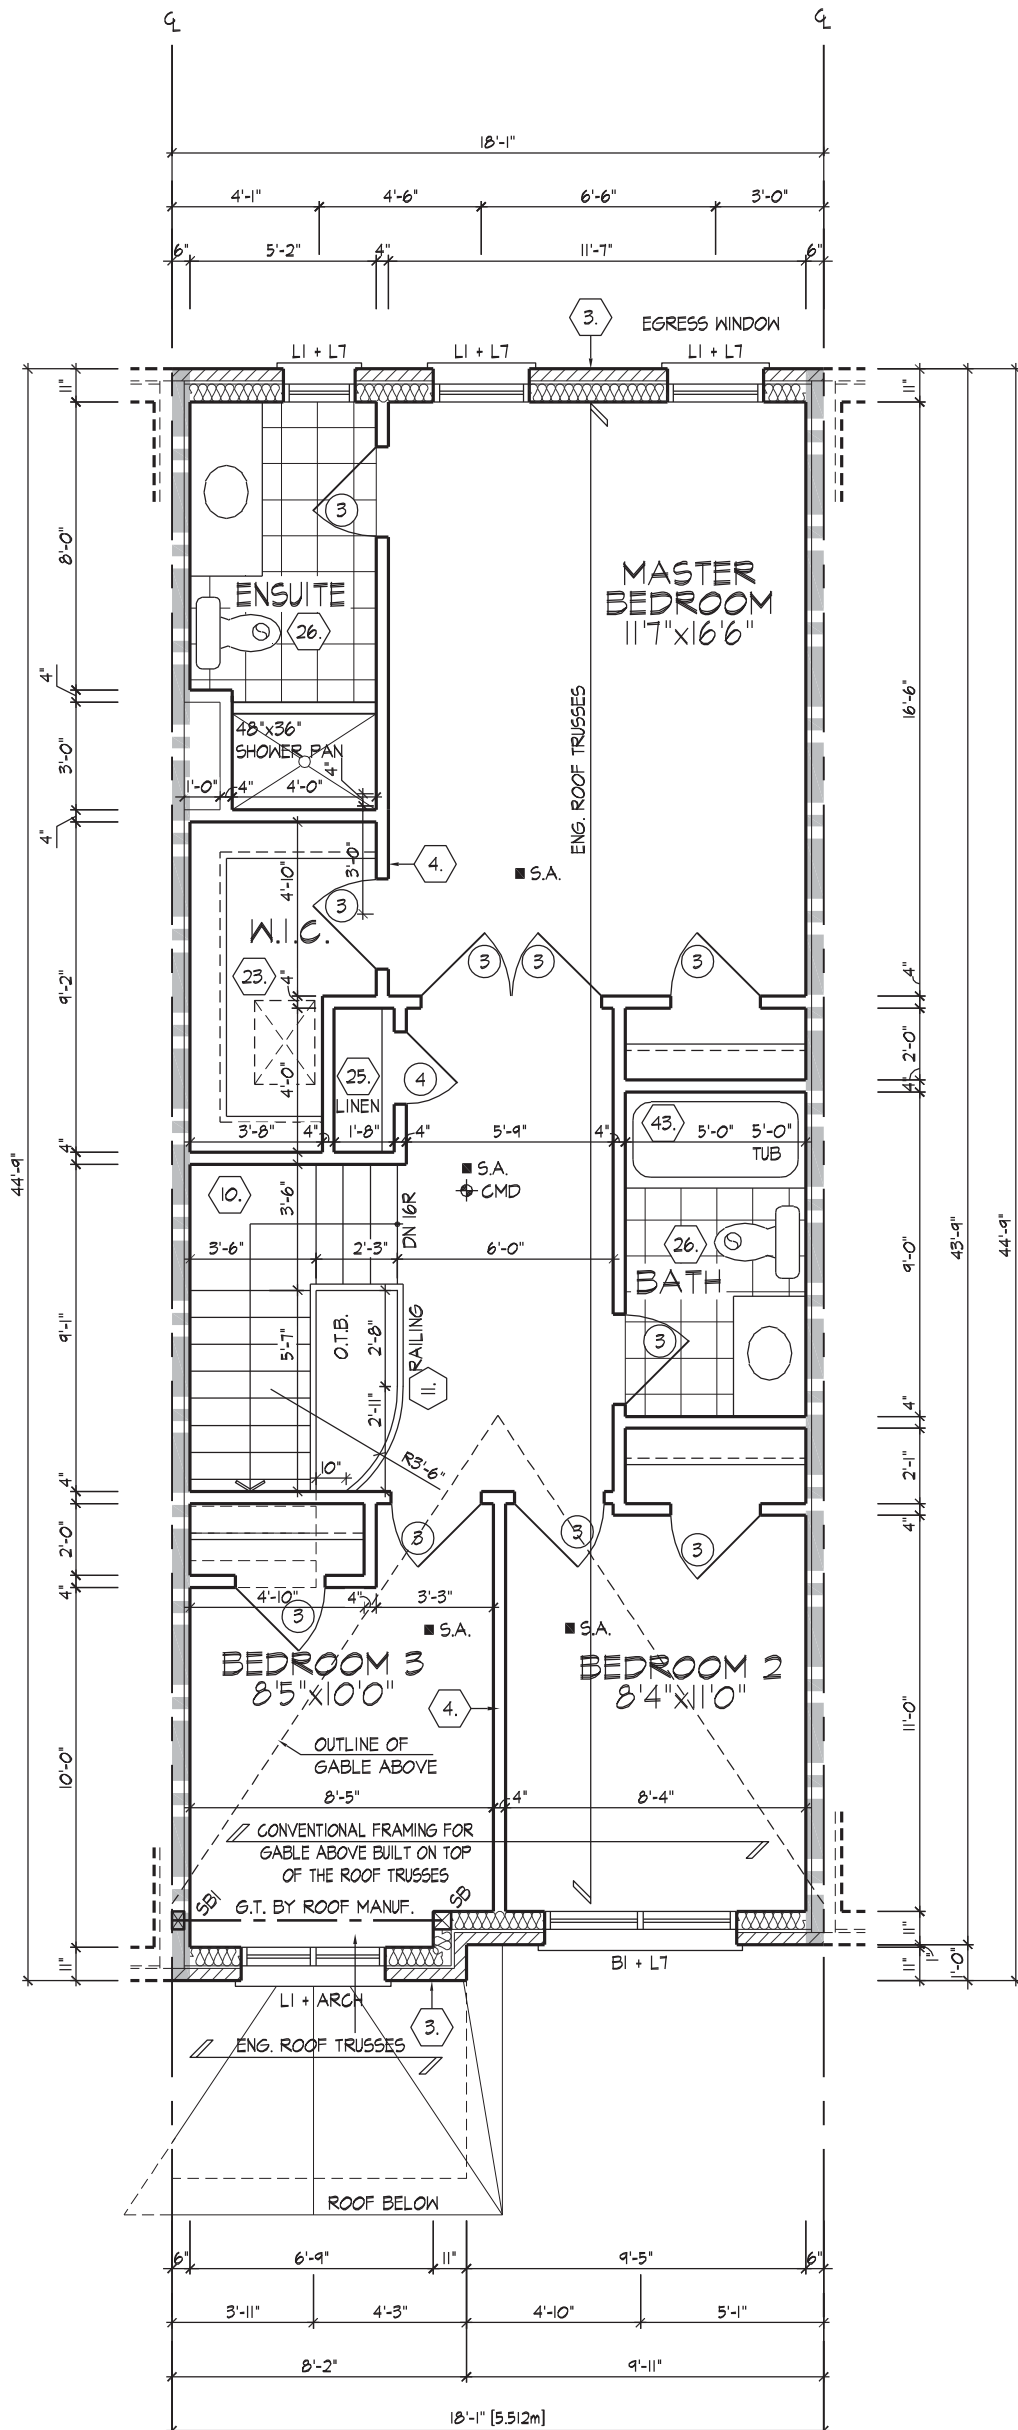 ℄ ℄
18'-1"
4'-1" 4'-6" 6'-6" 3'-0"
6" 5'-2" 4" 11'-7" 6"
3. EGRESS WINDOW
L1 + L7 L1 + L7 L1 + L7
11" 11"
3
8'-0"
MASTER
BEDROOM
11'7"x16'6"
ENSUITE
26.
4"
ENG. ROOF TRUSSES
16'-6"
48"x36"
SHOWER PAN
3'-0"
4"
1'-0" 4" 4'-0"
4"
3'-0"
4.
S.A.
4'-10"
3
W.I.C.
3 3 3
23.
9'-2"
4"
4"
2'-0"
4"
25.
LINEN
4
4'-0"
43.
3'-8" 4" 1'-8" 4" 5'-9" 4" 5'-0" 5'-0"
TUB
4"
44'-9"
S.A.
CMD
10.
3'-6"
DN 16R
26.
BATH
3'-6" 2'-3" 6'-0"
9'-0"
43'-9"
44'-9"
9'-1"
5'-7"
O.T.B.
2'-8"
RAILING
11.
2'-11"
3
4"
R3'-6"
10"
4"
2'-1"
3 3 3
2'-0"
4"
4"
4'-10" 4" 3'-3"
3
S.A. S.A.
BEDROOM 3
8'5"x10'0"
BEDROOM 2
8'4"x11'0"
4.
11'-0"
OUTLINE OF
GABLE ABOVE
10'-0"
8'-5" 4" 8'-4"
CONVENTIONAL FRAMING FOR
GABLE ABOVE BUILT ON TOP
OF THE ROOF TRUSSES
SB1 SB
G.T. BY ROOF MANUF.
11"
11"
1"
11"
1'-0"
B1 + L7
L1 + ARCH
3.
ENG. ROOF TRUSSES
ROOF BELOW
6" 6'-9" 11" 9'-5" 6"
3'-11" 4'-3" 4'-10" 5'-1"
8'-2" 9'-11"
18'-1" [5.512m]